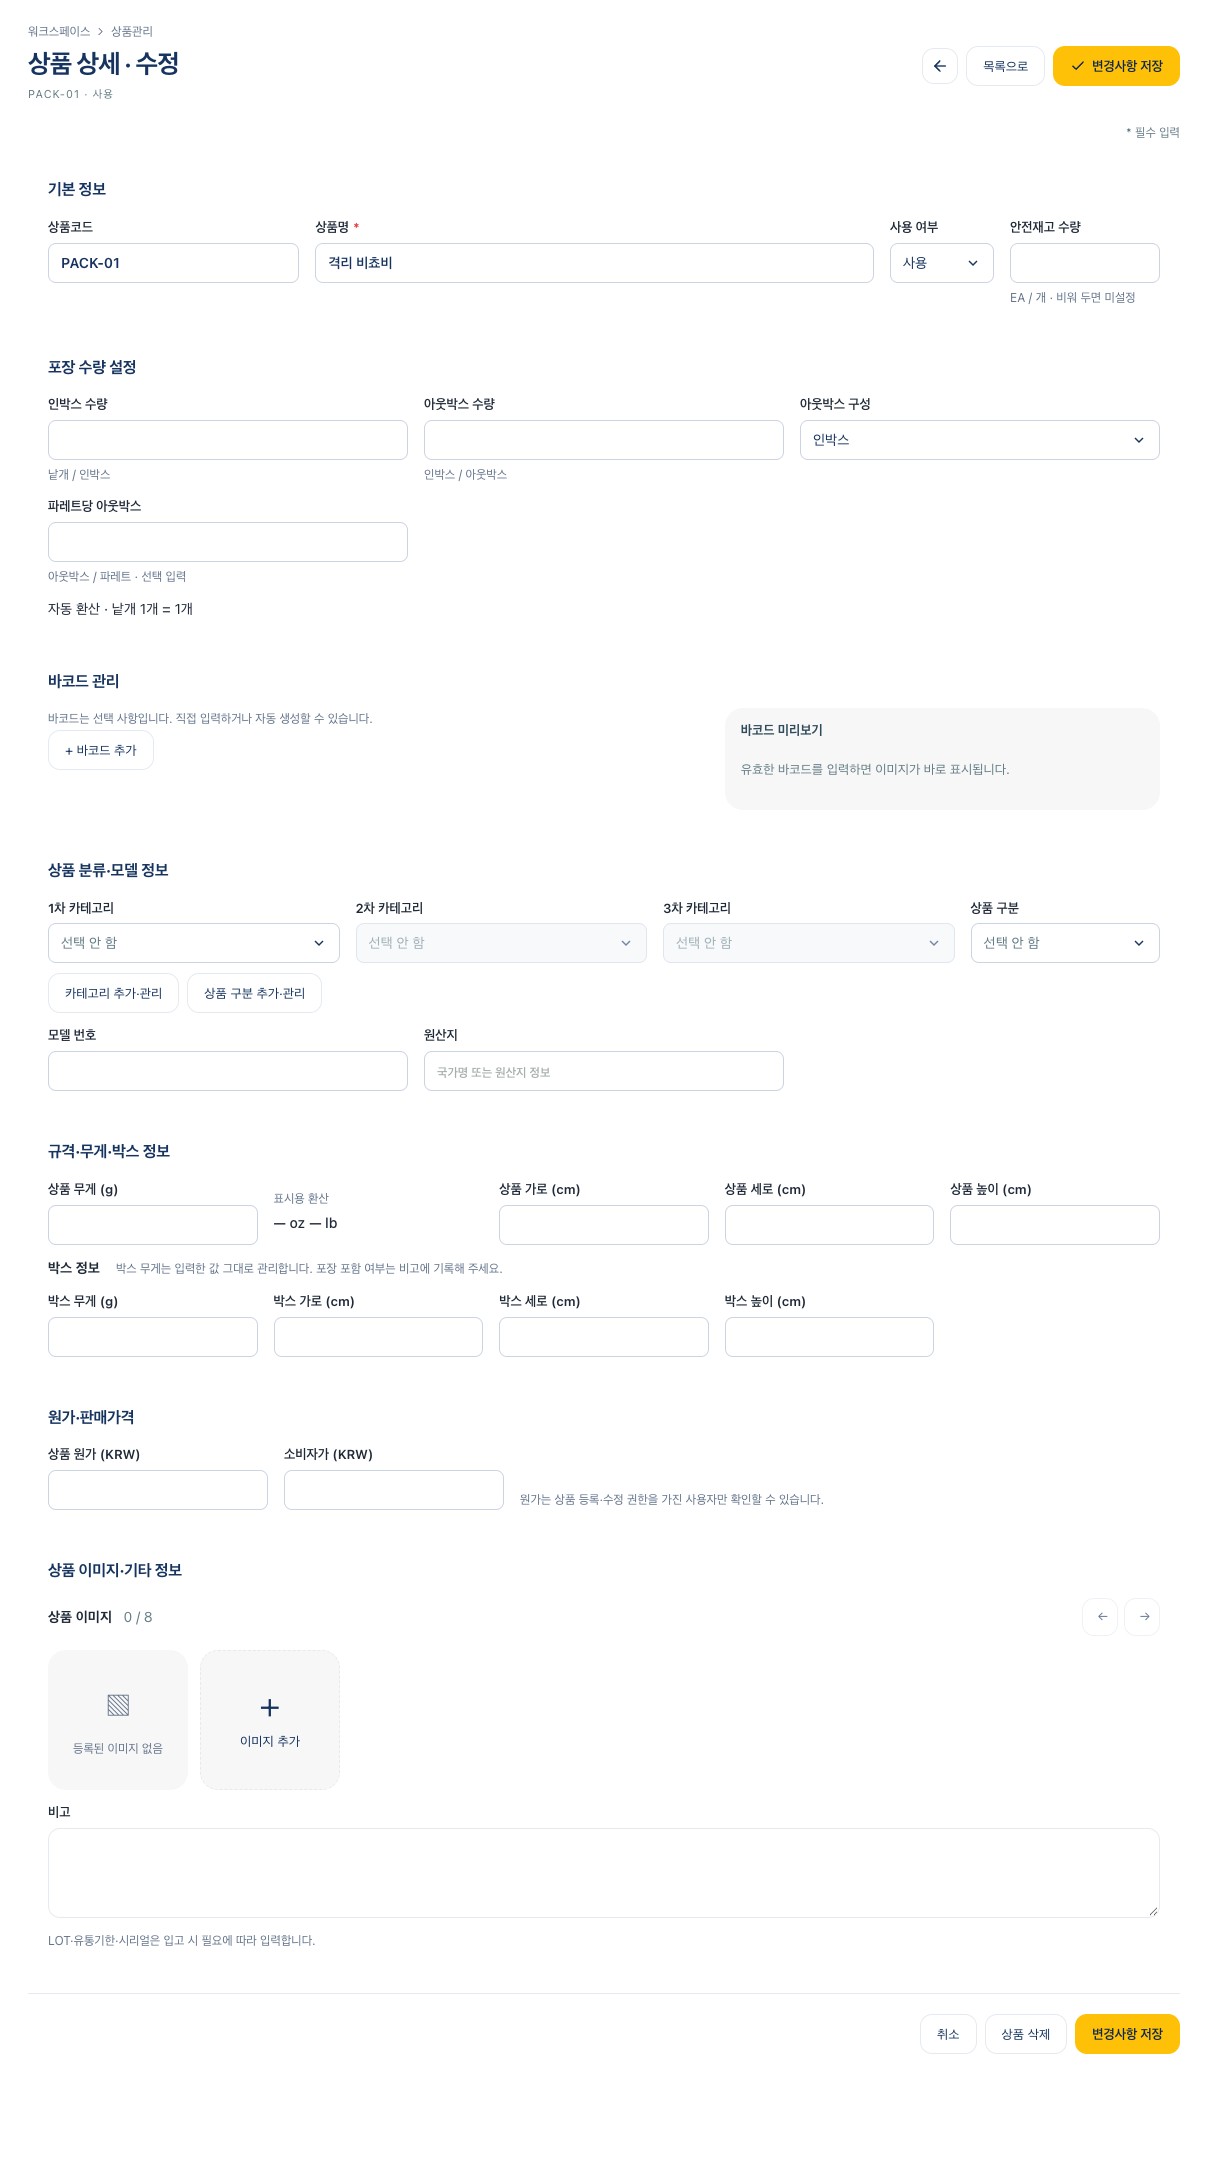 워크스페이스 > 상품관리
상품 상세 · 수정
PACK-01 · 사용
목록으로
변경사항 저장
* 필수 입력
기본 정보
상품코드
상품명 *
사용 여부
안전재고 수량
PACK-01
격리 비쵸비
사용
EA / 개 · 비워 두면 미설정
포장 수량 설정
인박스 수량
아웃박스 수량
아웃박스 구성
인박스
낱개 / 인박스
인박스 / 아웃박스
파레트당 아웃박스
아웃박스 / 파레트 · 선택 입력
자동 환산 · 낱개 1개 = 1개
바코드 관리
바코드는 선택 사항입니다. 직접 입력하거나 자동 생성할 수 있습니다.
+ 바코드 추가
바코드 미리보기
유효한 바코드를 입력하면 이미지가 바로 표시됩니다.
상품 분류·모델 정보
1차 카테고리
2차 카테고리
3차 카테고리
상품 구분
선택 안 함
선택 안 함
선택 안 함
선택 안 함
카테고리 추가·관리
상품 구분 추가·관리
모델 번호
원산지
국가명 또는 원산지 정보
규격·무게·박스 정보
상품 무게 (g)
표시용 환산
— oz — lb
상품 가로 (cm)
상품 세로 (cm)
상품 높이 (cm)
박스 정보
박스 무게는 입력한 값 그대로 관리합니다. 포장 포함 여부는 비고에 기록해 주세요.
박스 무게 (g)
박스 가로 (cm)
박스 세로 (cm)
박스 높이 (cm)
원가·판매가격
상품 원가 (KRW)
소비자가 (KRW)
원가는 상품 등록·수정 권한을 가진 사용자만 확인할 수 있습니다.
상품 이미지·기타 정보
상품 이미지 0 / 8
등록된 이미지 없음
이미지 추가
비고
LOT·유통기한·시리얼은 입고 시 필요에 따라 입력합니다.
취소
상품 삭제
변경사항 저장